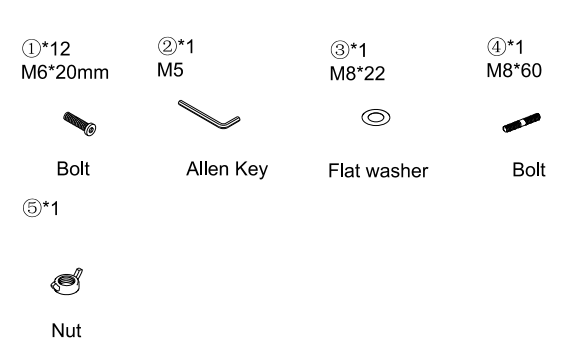 ①*12
M6*20mm
Bolt
②*1
M5
Allen Key
③*1
M8*22
Flat washer
④*1
M8*60
Bolt
⑤*1
Nut